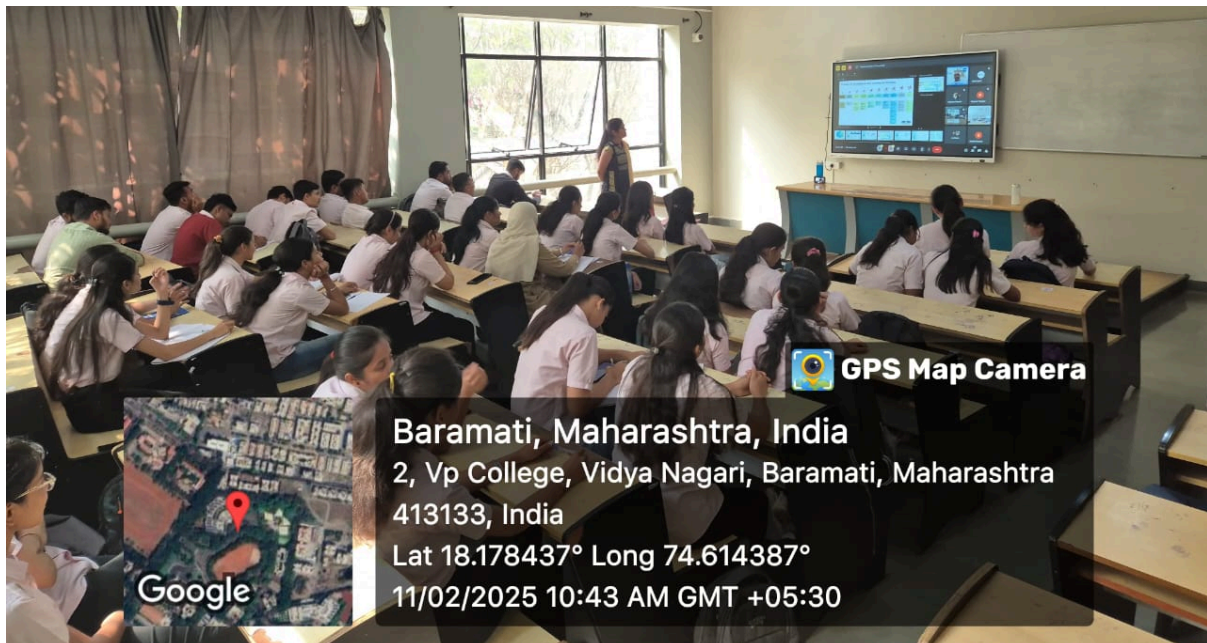 GPS Map Camera
Baramati, Maharashtra, India
2, Vp College, Vidya Nagari, Baramati, Maharashtra
413133, India
Lat 18.178437° Long 74.614387°
11/02/2025 10:43 AM GMT +05:30
Google